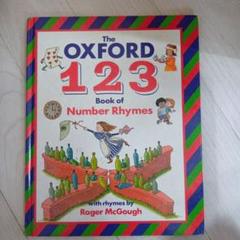 The
OXFORD
123
Book of
Number Rhymes
with rhymes by
Roger McGough